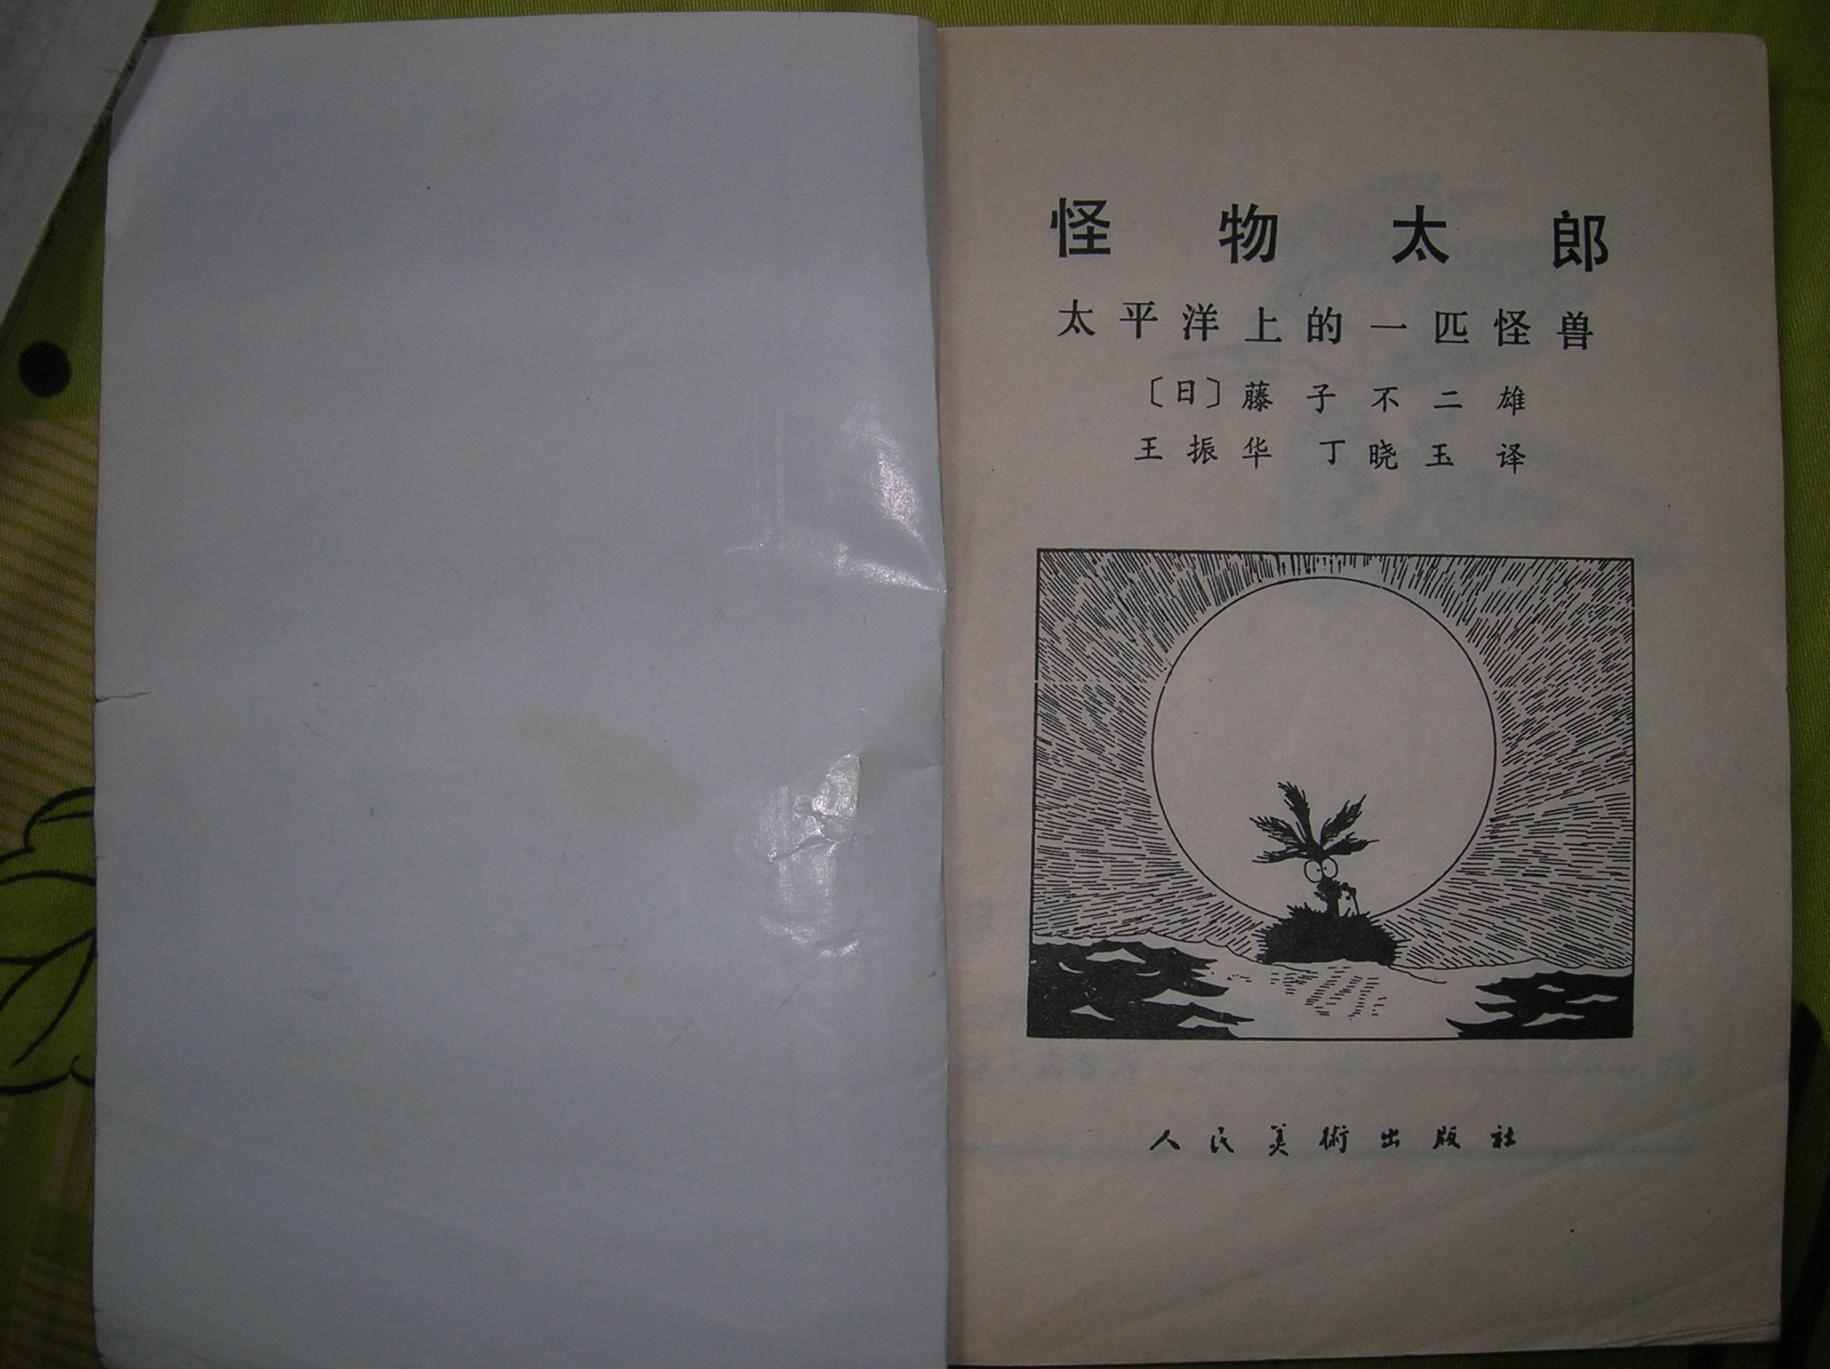 怪物太郎
太平洋上的一匹怪兽
〔日〕藤子不二雄
王振华 丁晓玉 译
人民美術出版社